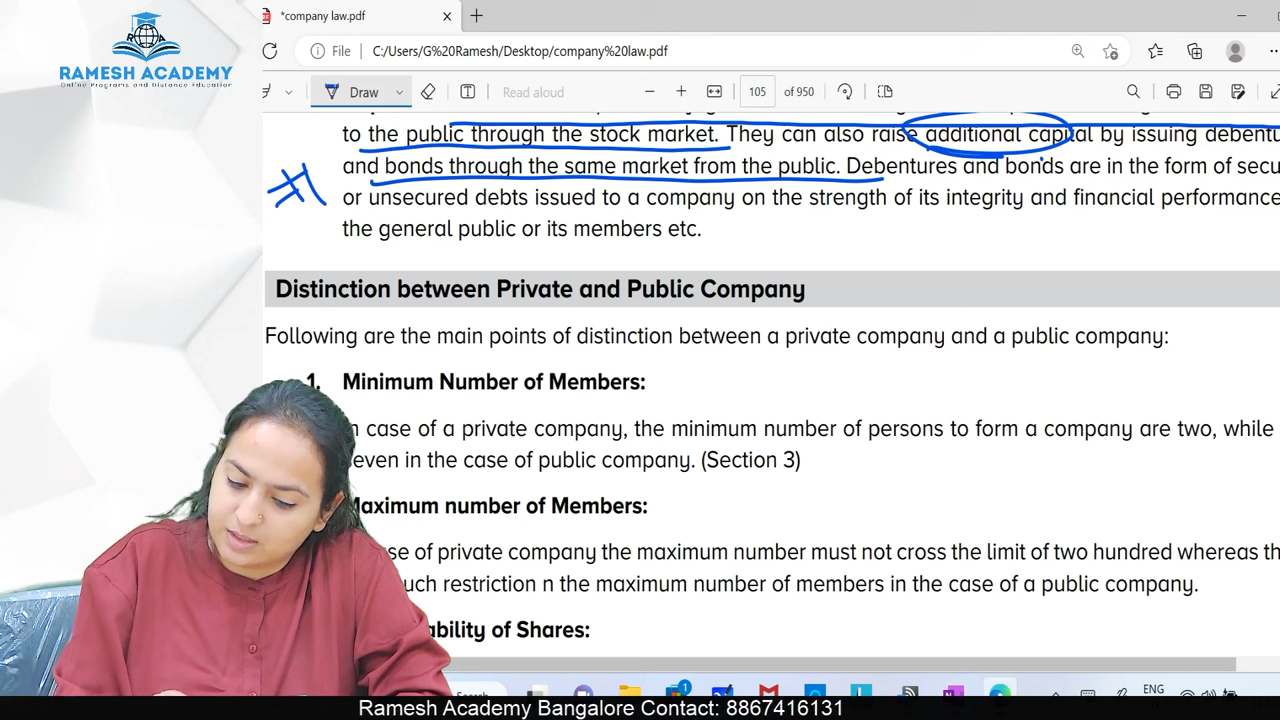 *company law.pdf
RAMESH ACADEMY
Online Programs and Distance Education
File C:/Users/G%20Ramesh/Desktop/company%20law.pdf
Draw Read aloud 105 of 950
to the public through the stock market. They can also raise additional capital by issuing
and bonds through the same market from the public. Debentures and bonds are in the form of
or unsecured debts issued to a company on the strength of its integrity and financial performance
the general public or its members etc.
Distinction between Private and Public Company
Following are the main points of distinction between a private company and a public company:
1. Minimum Number of Members:
case of a private company, the minimum number of persons to form a company are two, while
seven in the case of public company. (Section 3)
Maximum number of Members:
of private company the maximum number must not cross the limit of two hundred whereas
such restriction n the maximum number of members in the case of a public company.
of Shares:
Search
1
ENG
Ramesh Academy Bangalore Contact: 8867416131